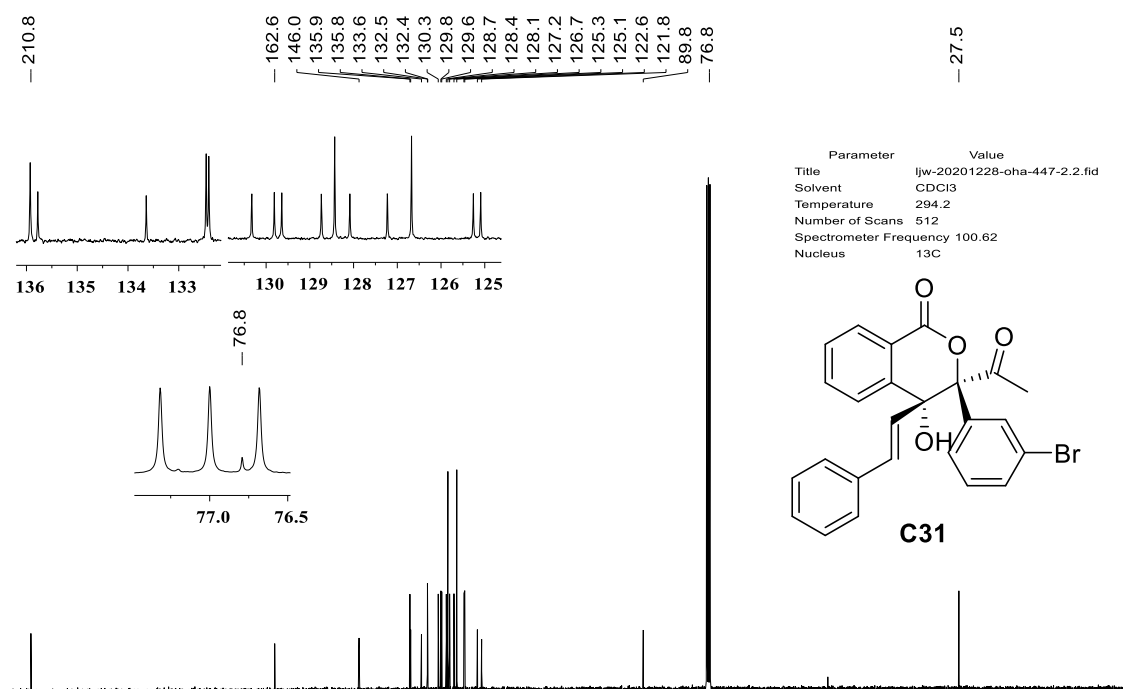 210.8
162.6
146.0
135.9
135.8
133.6
132.5
132.4
130.3
129.8
129.6
128.7
128.4
128.1
127.2
126.7
125.3
125.1
122.6
121.8
89.8
76.8
27.5
136 135 134 133
130 129 128 127 126 125
76.8
77.0 76.5
Parameter Value
Title ljw-20201228-oha-447-2.2.fid
Solvent CDCl3
Temperature 294.2
Number of Scans 512
Spectrometer Frequency 100.62
Nucleus 13C
O
O O
OH
Br
C31